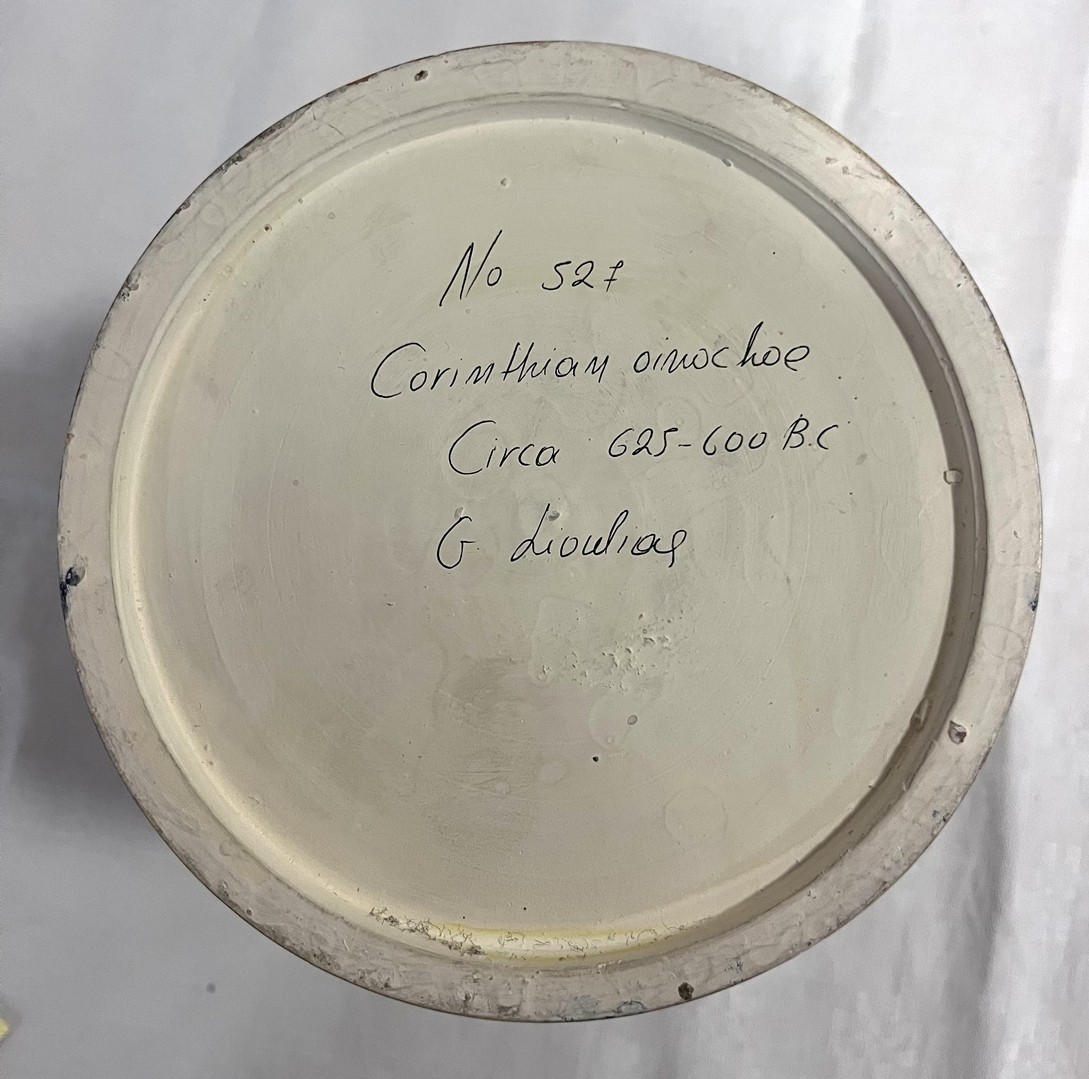 No 527
Corinthian oinochoe
Circa 625-600 B.C
G. Lioulias